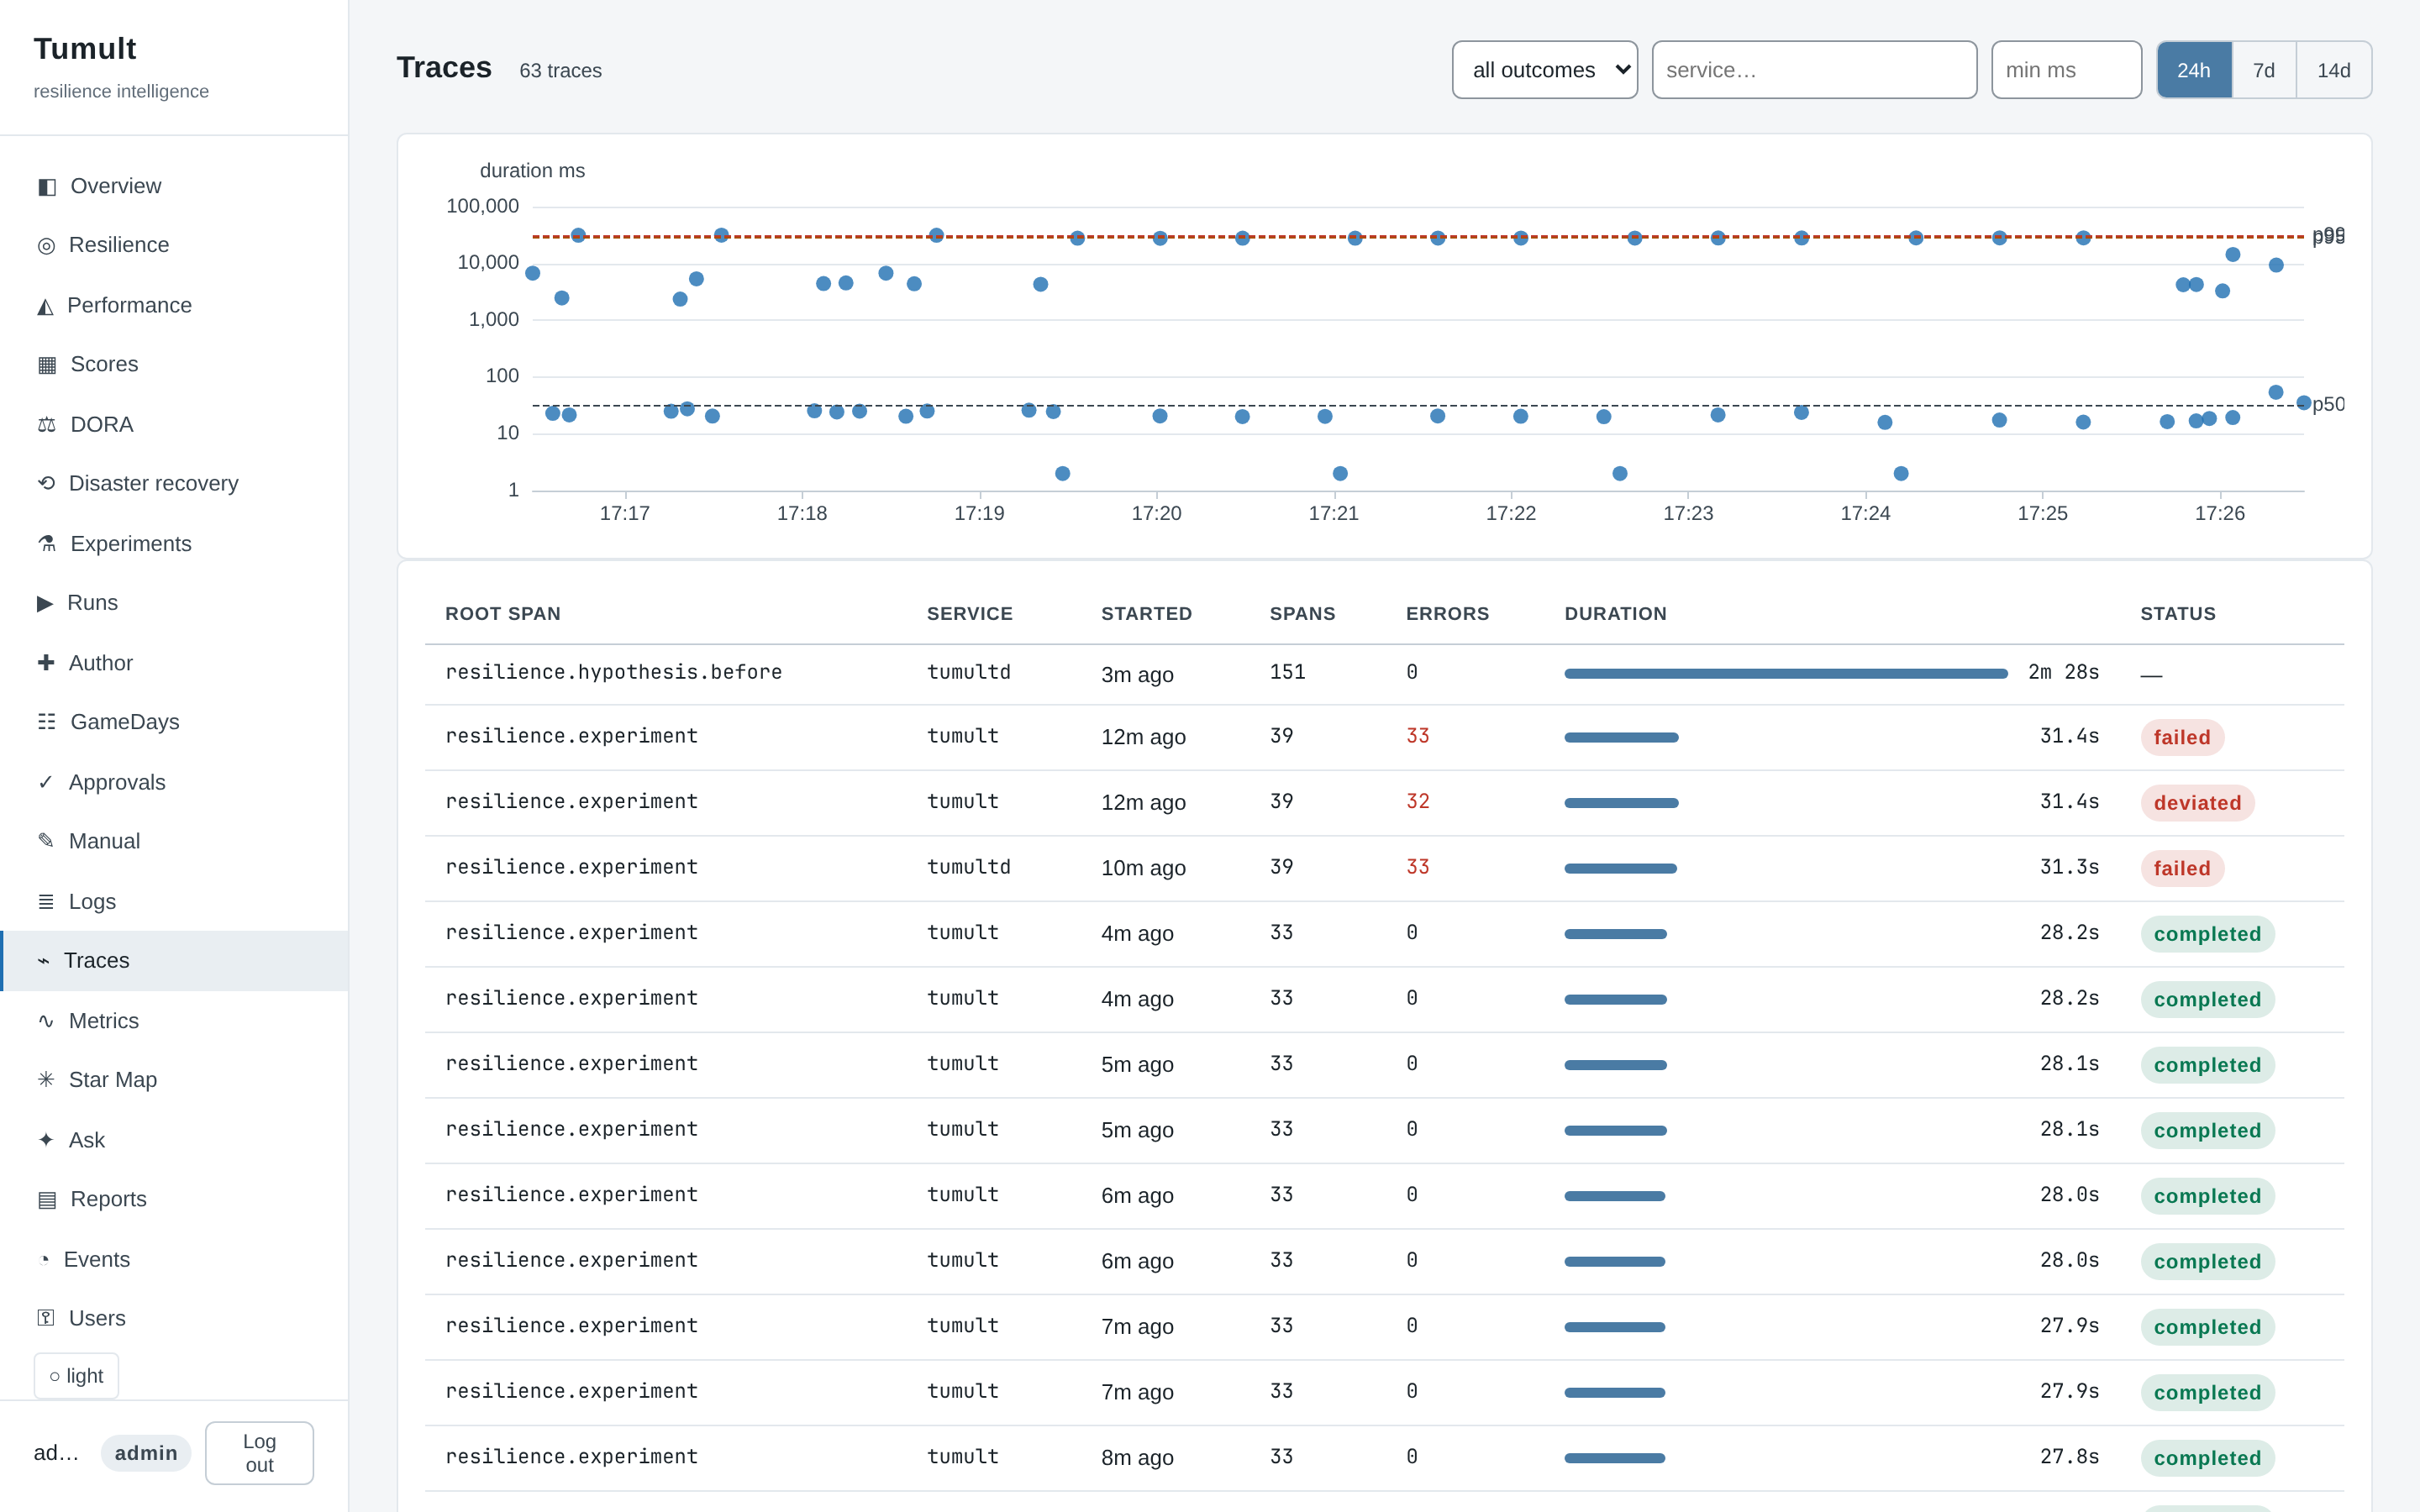 Tumult
resilience intelligence
Overview
Resilience
Performance
Scores
DORA
Disaster recovery
Experiments
Runs
Author
GameDays
Approvals
Manual
Logs
Traces
Metrics
Star Map
Ask
Reports
Events
Users
light
ad… admin Log out
Traces 63 traces all outcomes service… min ms 24h 7d 14d
duration ms
100,000
10,000
1,000
100
10
1
p50
17:17 17:18 17:19 17:20 17:21 17:22 17:23 17:24 17:25 17:26
ROOT SPAN SERVICE STARTED SPANS ERRORS DURATION STATUS
resilience.hypothesis.before tumultd 3m ago 151 0 2m 28s —
resilience.experiment tumult 12m ago 39 33 31.4s failed
resilience.experiment tumult 12m ago 39 32 31.4s deviated
resilience.experiment tumultd 10m ago 39 33 31.3s failed
resilience.experiment tumult 4m ago 33 0 28.2s completed
resilience.experiment tumult 4m ago 33 0 28.2s completed
resilience.experiment tumult 5m ago 33 0 28.1s completed
resilience.experiment tumult 5m ago 33 0 28.1s completed
resilience.experiment tumult 6m ago 33 0 28.0s completed
resilience.experiment tumult 6m ago 33 0 28.0s completed
resilience.experiment tumult 7m ago 33 0 27.9s completed
resilience.experiment tumult 7m ago 33 0 27.9s completed
resilience.experiment tumult 8m ago 33 0 27.8s completed